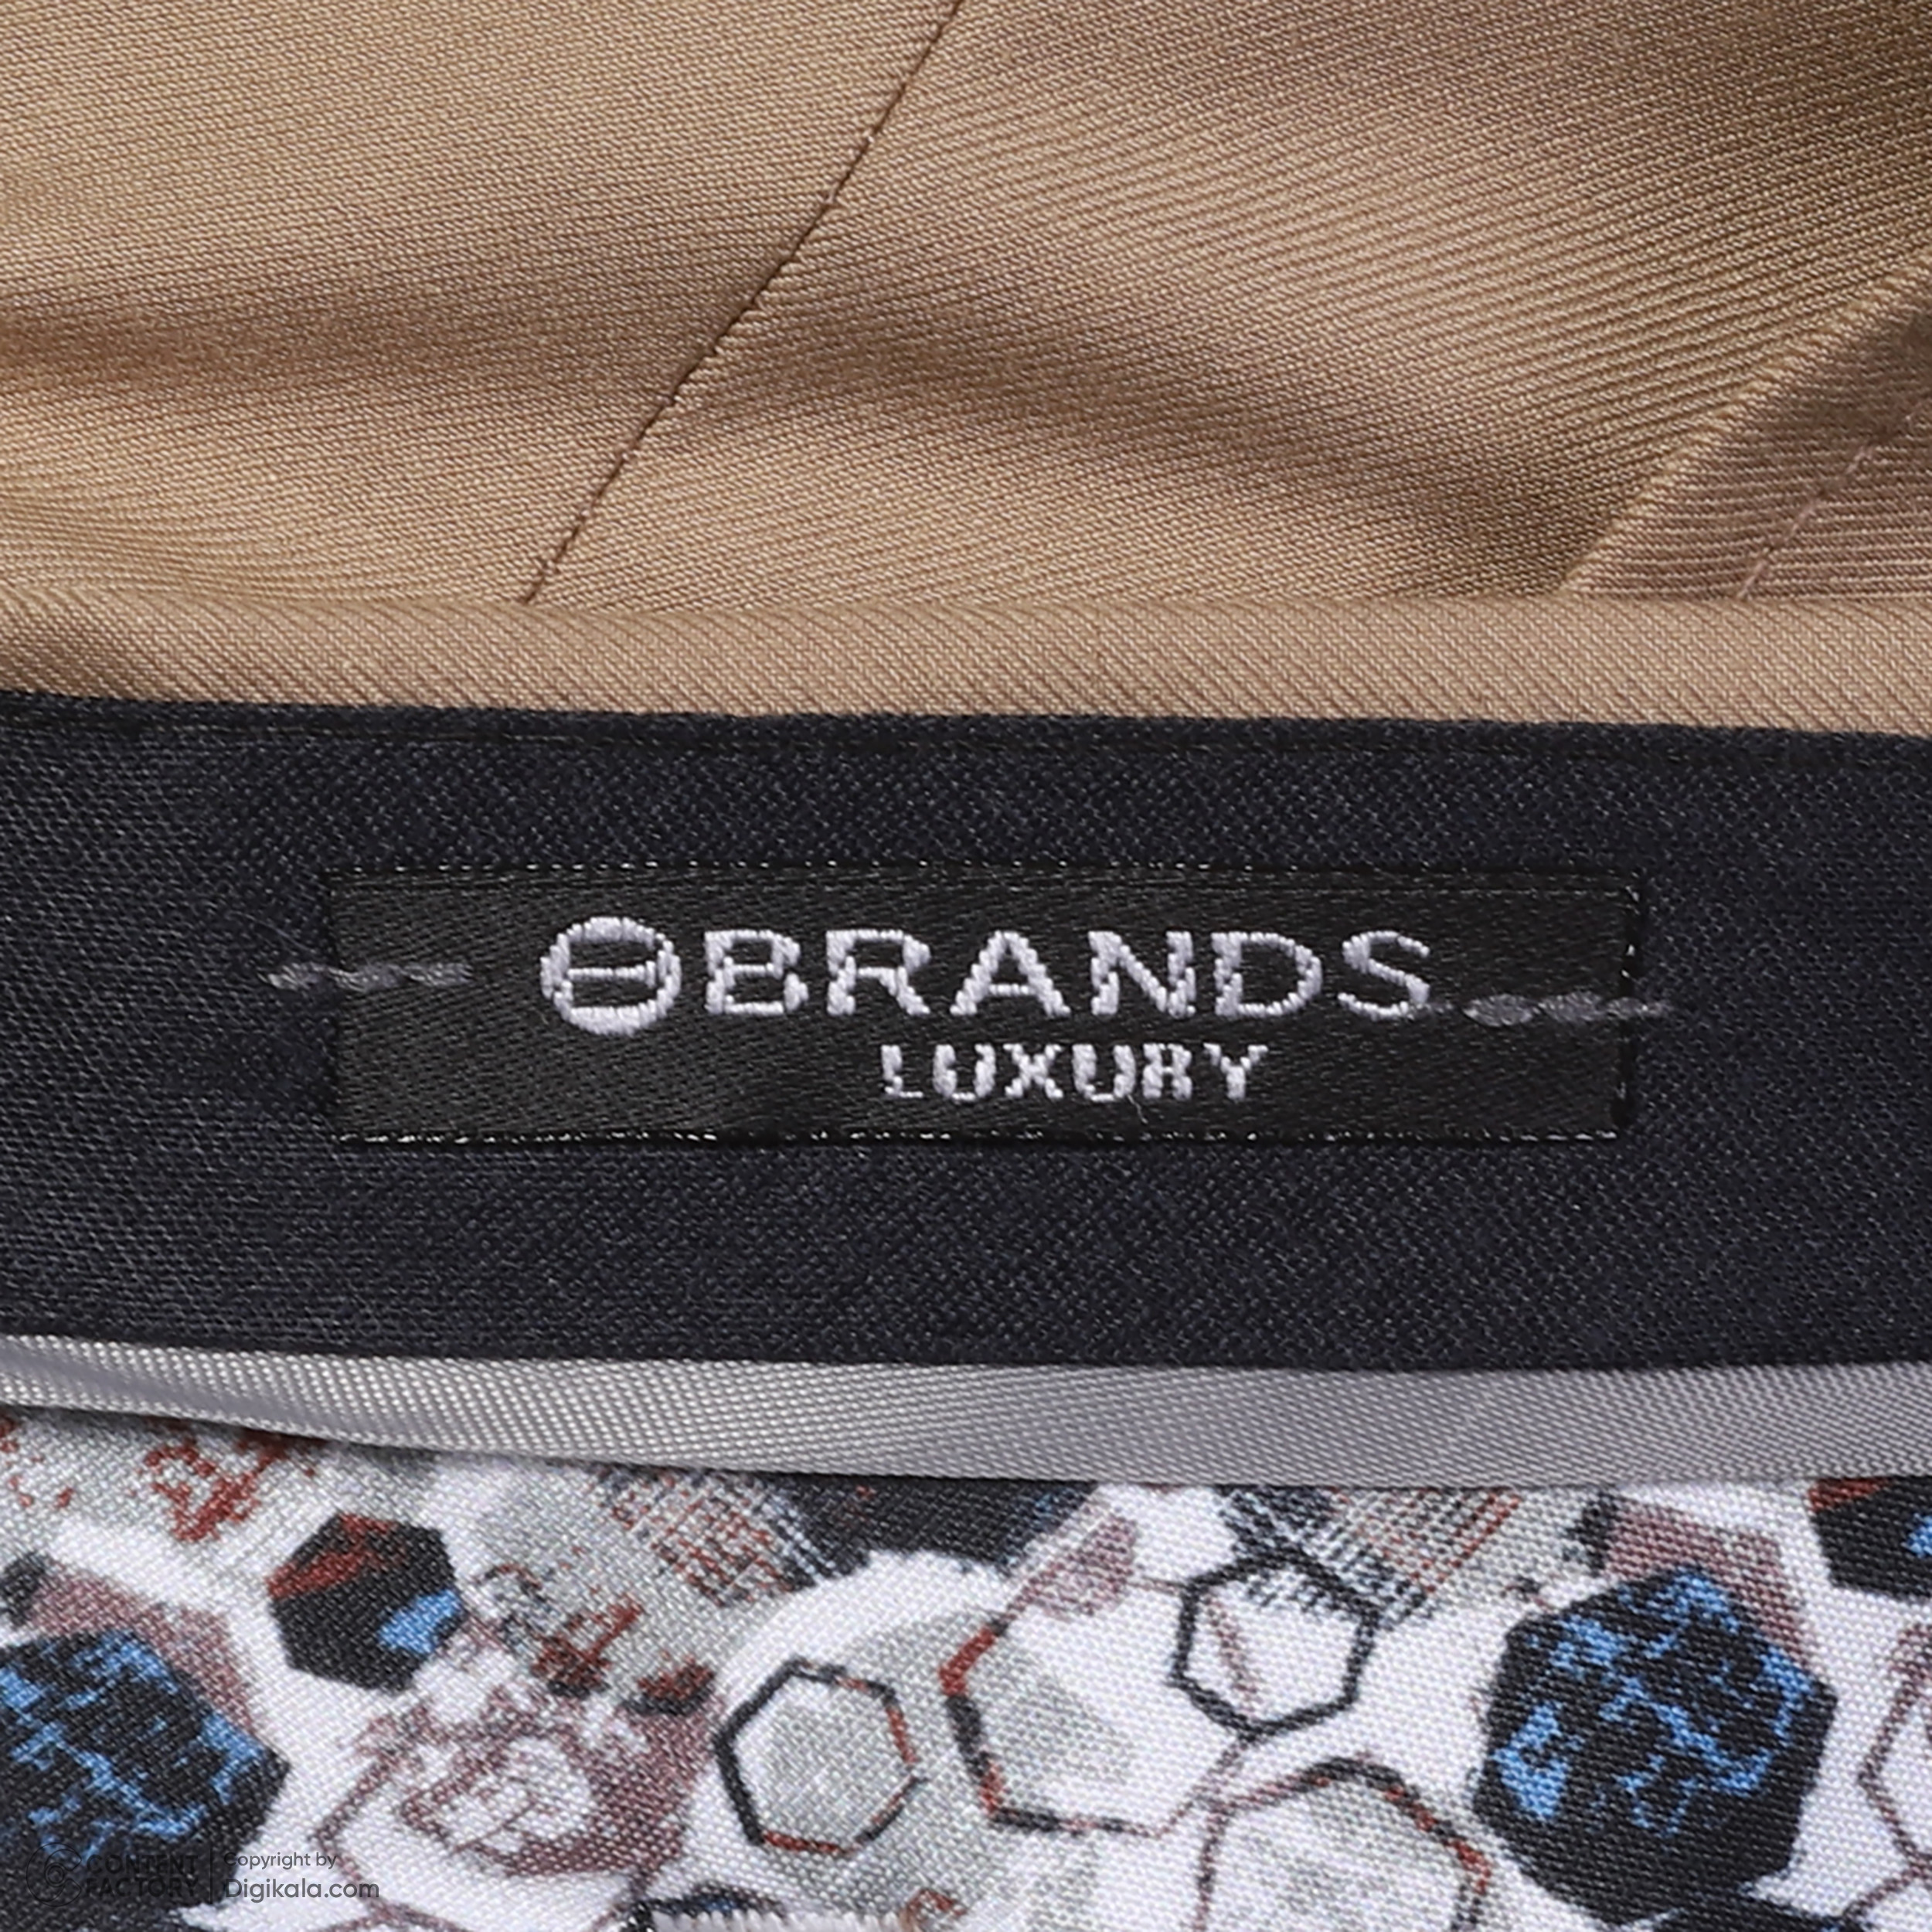 BRANDS
LUXURY
CONTENT
FACTORY
Copyright by
Digikala.com